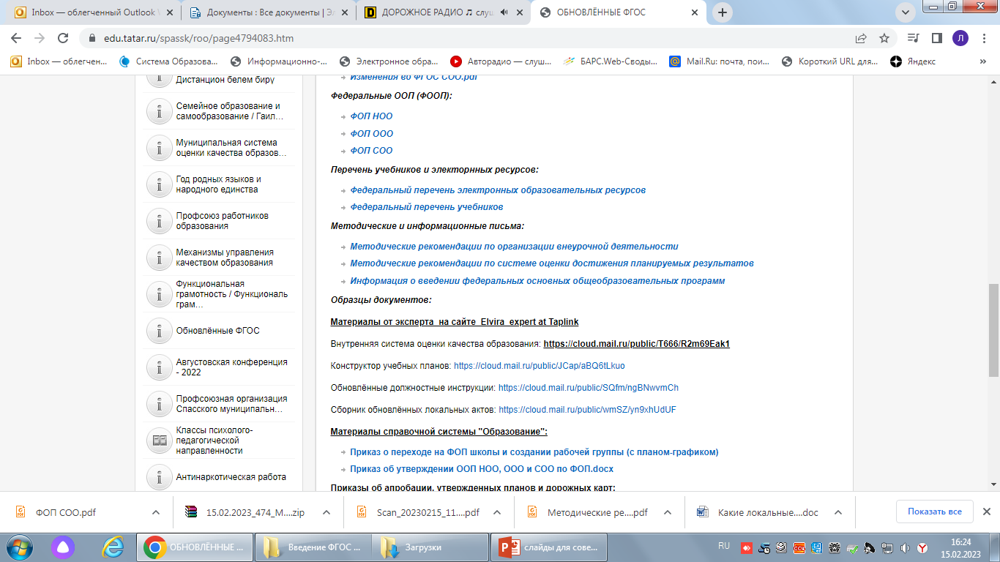 Inbox — облегченный Outlook
Документы : Все документы | Эл
ДОРОЖНОЕ РАДИО ♫ слуш
ОБНОВЛЁННЫЕ ФГОС
edu.tatar.ru/spassk/roo/page4794083.htm
Л
Inbox — облегчен...
Система Образова...
Информационно-...
Электронное обра...
Авторадио — слуш...
БАРС.Web-Своды...
Mail.Ru: почта, пои...
Короткий URL для...
Яндекс
»
Дистанцион белем бирү
Семейное образование и
самообразование / Гаил…
Муниципальная система
оценки качества образов…
Год родных языков и
народного единства
Профсоюз работников
образования
Механизмы управления
качеством образования
Функциональная
грамотность / Функциональ
грам…
Обновлённые ФГОС
Августовская конференция
- 2022
Профсоюзная организация
Спасского муниципальн…
Классы психолого-
педагогической
направленности
Антинаркотическая работа
Изменения во ФГОС СОО.pdf
Федеральные ООП (ФООП):
ФОП НОО
ФОП ООО
ФОП СОО
Перечень учебников и электорнных ресурсов:
Федеральный перечень электронных образовательных ресурсов
Федеральный перечень учебников
Методические и информационные письма:
Методические рекомендации по организации внеурочной деятельности
Методические рекомендации по системе оценки достижения планируемых результатов
Информация о введении федеральных основных общеобразовательных программ
Образцы документов:
Материалы от эксперта на сайте Elvira expert at Taplink
Внутренняя система оценки качества образования: https://cloud.mail.ru/public/T666/R2m69Eak1
Конструктор учебных планов: https://cloud.mail.ru/public/JCap/aBQ6tLkuo
Обновлённые должностные инструкции: https://cloud.mail.ru/public/SQfm/ngBNwvmCh
Сборник обновлённых локальных актов: https://cloud.mail.ru/public/wmSZ/yn9xhUdUF
Материалы справочной системы "Образование":
Приказ о переходе на ФОП школы и создании рабочей группы (с планом-графиком)
Приказ об утверждении ООП НОО, ООО и СОО по ФОП.docx
Приказы об апробации, утвержденных планов и дорожных карт:
ФОП СОО.pdf
15.02.2023_474_М....zip
Scan_20230215_11....pdf
Методические ре....pdf
Какие локальные....doc
Показать все
ОБНОВЛЁННЫЕ ...
Введение ФГОС ...
Загрузки
слайды для сове...
RU
16:24
15.02.2023